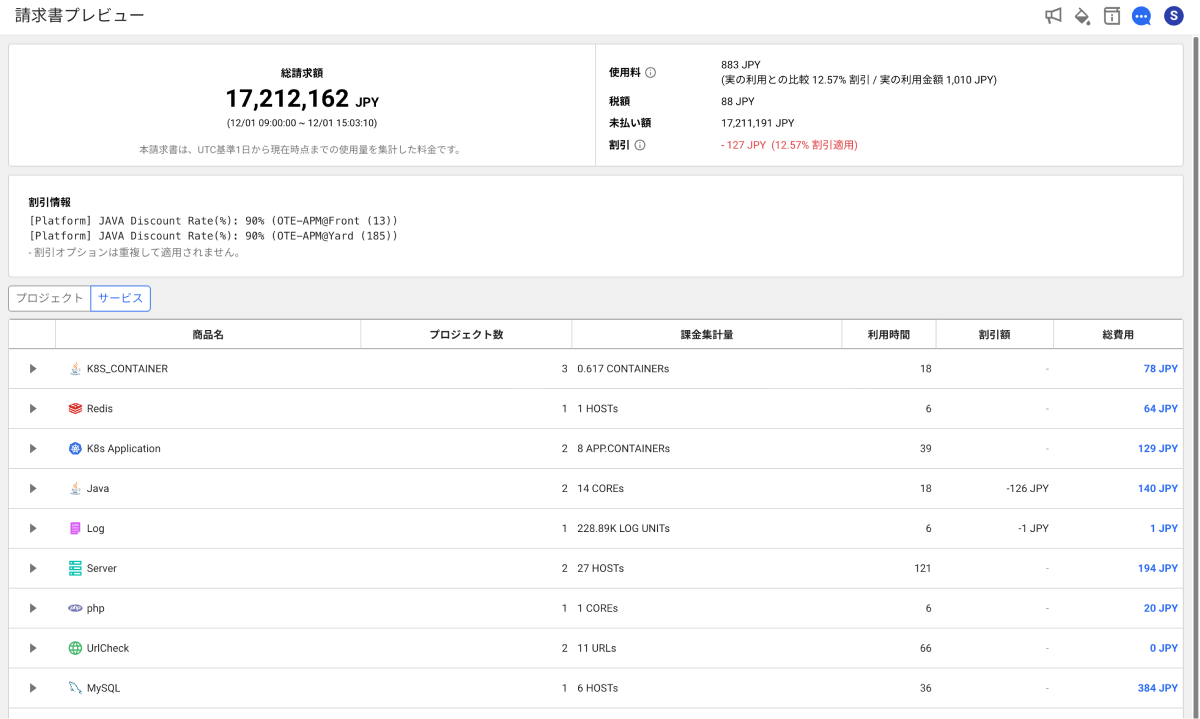 請求書プレビュー
S
総請求額
17,212,162 JPY
(12/01 09:00:00 ~ 12/01 15:03:10)
本請求書は、UTC基準1日から現在時点までの使用量を集計した料金です。
使用料 883 JPY
(実の利用との比較 12.57% 割引 / 実の利用金額 1,010 JPY)
税額 88 JPY
未払い額 17,211,191 JPY
割引 - 127 JPY (12.57% 割引適用)
割引情報
[Platform] JAVA Discount Rate(%): 90% (OTE-APM@Front (13))
[Platform] JAVA Discount Rate(%): 90% (OTE-APM@Yard (185))
- 割引オプションは重複して適用されません。
プロジェクト サービス
商品名 プロジェクト数 課金集計量 利用時間 割引額 総費用
K8S_CONTAINER 3 0.617 CONTAINERs 18 - 78 JPY
Redis 1 1 HOSTs 6 - 64 JPY
K8s Application 2 8 APP.CONTAINERs 39 - 129 JPY
Java 2 14 COREs 18 -126 JPY 140 JPY
Log 1 228.89K LOG UNITs 6 -1 JPY 1 JPY
Server 2 27 HOSTs 121 - 194 JPY
php 1 1 COREs 6 - 20 JPY
UrlCheck 2 11 URLs 66 - 0 JPY
MySQL 1 6 HOSTs 36 - 384 JPY